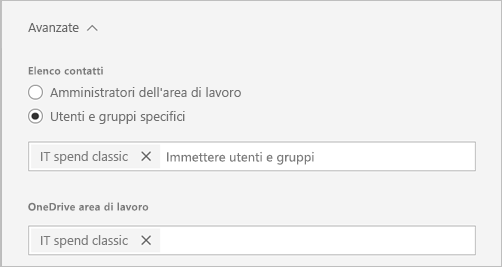 Avanzate
Elenco contatti
Amministratori dell'area di lavoro
Utenti e gruppi specifici
IT spend classic Immettere utenti e gruppi
OneDrive area di lavoro
IT spend classic